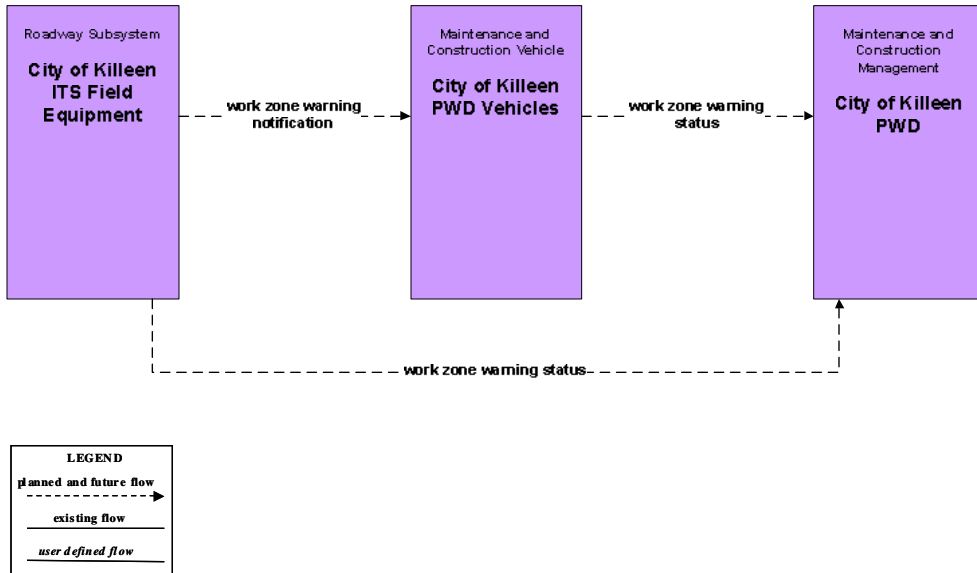 Roadway Subsystem
City of Killeen
ITS Field
Equipment
work zone warning
notification
Maintenance and
Construction Vehicle
City of Killeen
PWD Vehicles
work zone warning
status
Maintenance and
Construction
Management
City of Killeen
PWD
work zone warning status
LEGEND
planned and future flow
existing flow
user defined flow